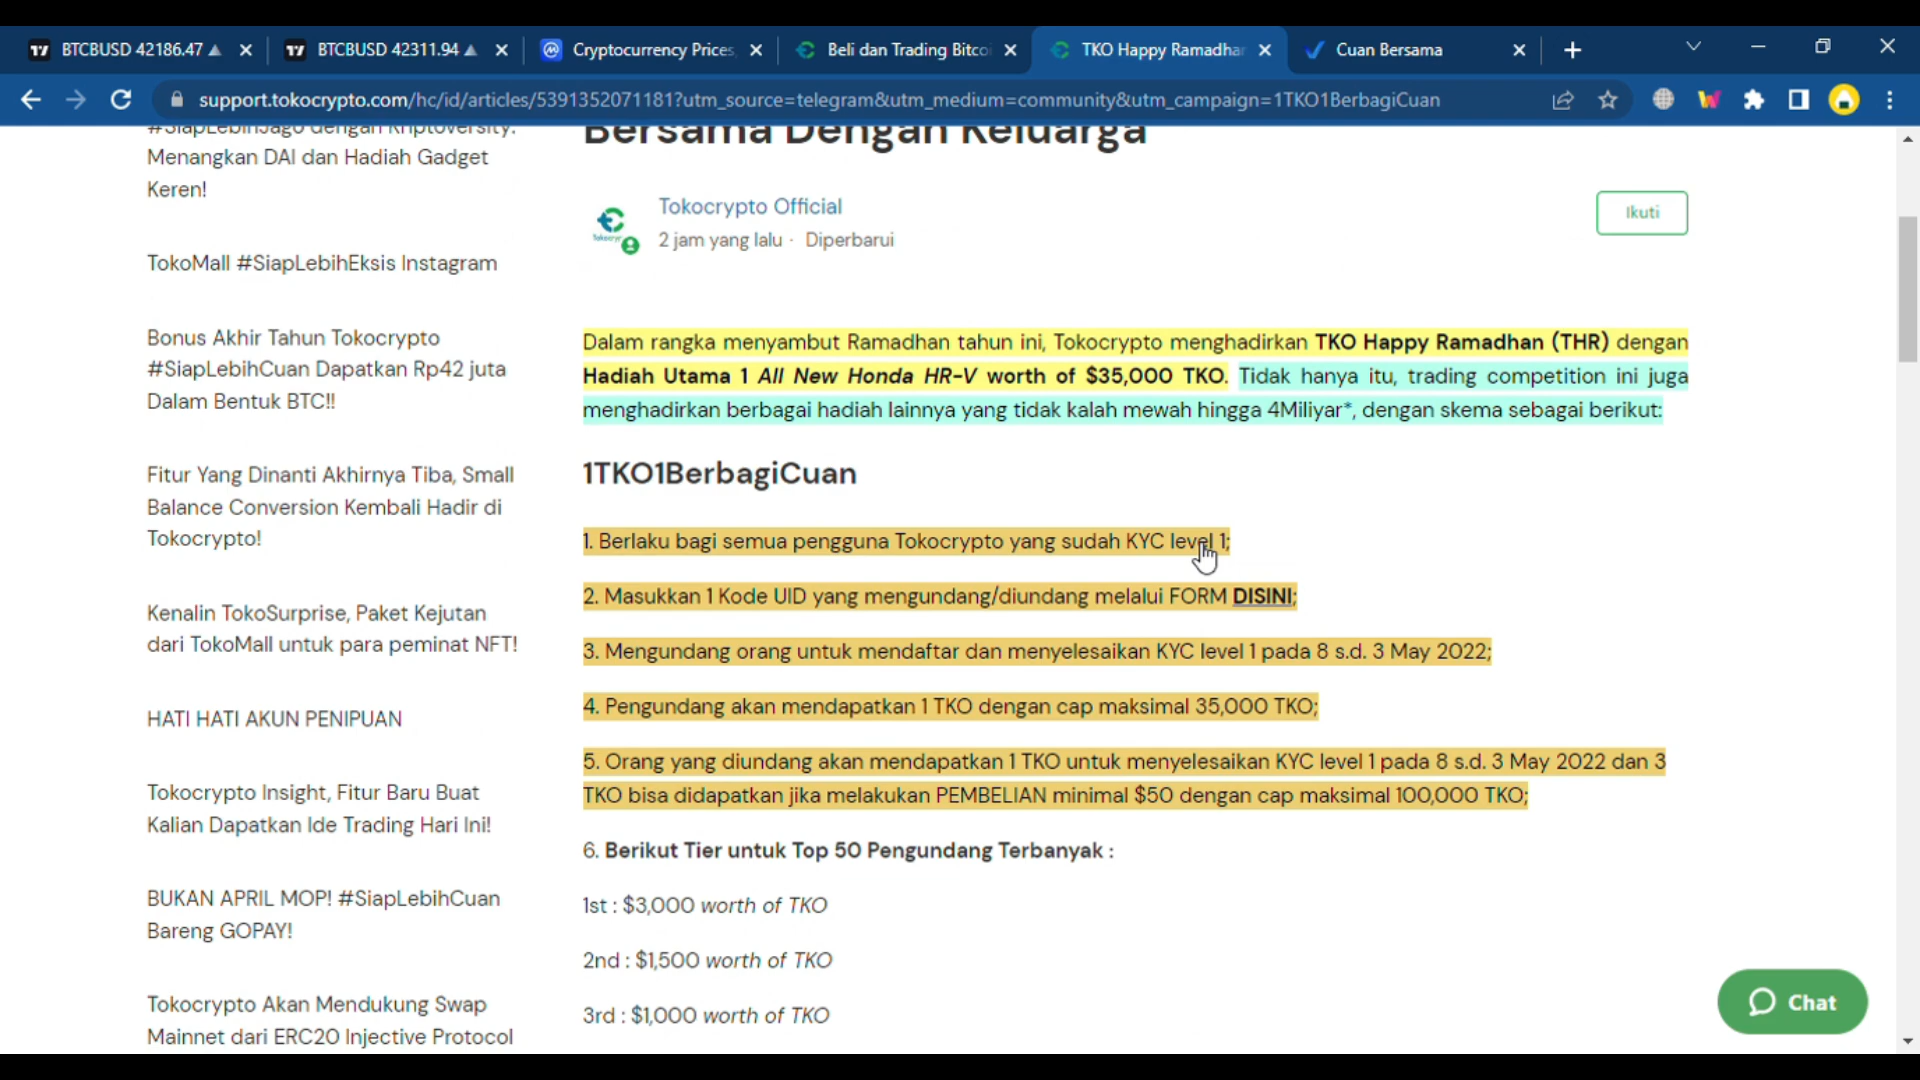 BTCBUSD 42186.47
BTCBUSD 42311.94
Cryptocurrency Prices,
Beli dan Trading Bitco
TKO Happy Ramadhan
Cuan Bersama
support.tokocrypto.com/hc/id/articles/5391352071181?utm_source=telegram&utm_medium=community&utm_campaign=1TKO1BerbagiCuan
#SiapLebihJago dengan Kriptoversity:
Menangkan DAI dan Hadiah Gadget
Keren!
TokoMall #SiapLebihEksis Instagram
Bonus Akhir Tahun Tokocrypto
#SiapLebihCuan Dapatkan Rp42 juta
Dalam Bentuk BTC!!
Fitur Yang Dinanti Akhirnya Tiba, Small
Balance Conversion Kembali Hadir di
Tokocrypto!
Kenalin TokoSurprise, Paket Kejutan
dari TokoMall untuk para peminat NFT!
HATI HATI AKUN PENIPUAN
Tokocrypto Insight, Fitur Baru Buat
Kalian Dapatkan Ide Trading Hari Ini!
BUKAN APRIL MOP! #SiapLebihCuan
Bareng GOPAY!
Tokocrypto Akan Mendukung Swap
Mainnet dari ERC20 Injective Protocol
Bersama Dengan Keluarga
Tokocrypto Official
2 jam yang lalu · Diperbarui
Ikuti
Dalam rangka menyambut Ramadhan tahun ini, Tokocrypto menghadirkan TKO Happy Ramadhan (THR) dengan
Hadiah Utama 1 All New Honda HR-V worth of $35,000 TKO. Tidak hanya itu, trading competition ini juga
menghadirkan berbagai hadiah lainnya yang tidak kalah mewah hingga 4Miliyar*, dengan skema sebagai berikut:
1TKO1BerbagiCuan
1. Berlaku bagi semua pengguna Tokocrypto yang sudah KYC level 1;
2. Masukkan 1 Kode UID yang mengundang/diundang melalui FORM DISINI;
3. Mengundang orang untuk mendaftar dan menyelesaikan KYC level 1 pada 8 s.d. 3 May 2022;
4. Pengundang akan mendapatkan 1 TKO dengan cap maksimal 35,000 TKO;
5. Orang yang diundang akan mendapatkan 1 TKO untuk menyelesaikan KYC level 1 pada 8 s.d. 3 May 2022 dan 3
TKO bisa didapatkan jika melakukan PEMBELIAN minimal $50 dengan cap maksimal 100,000 TKO;
6. Berikut Tier untuk Top 50 Pengundang Terbanyak :
1st : $3,000 worth of TKO
2nd : $1,500 worth of TKO
3rd : $1,000 worth of TKO
Chat